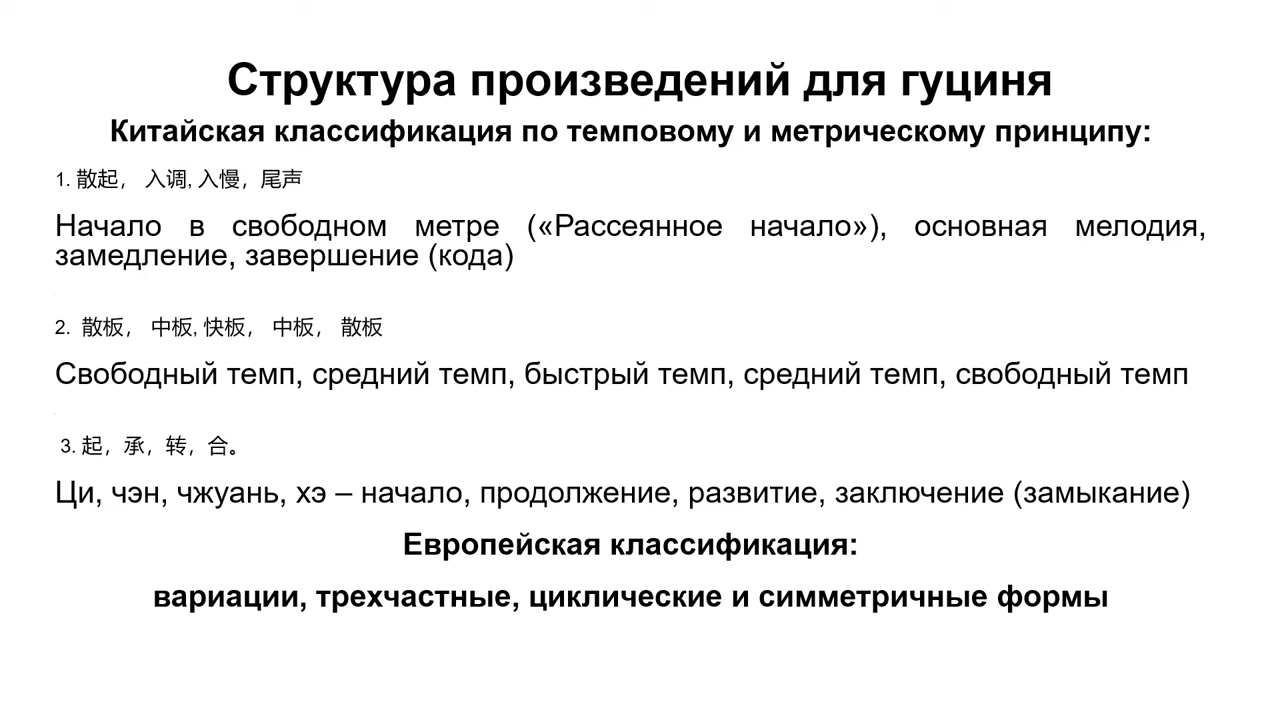 Структура произведений для гуциня
Китайская классификация по темповому и метрическому принципу:
1. 散起， 入调, 入慢，尾声
Начало в свободном метре («Рассеянное начало»), основная мелодия,
замедление, завершение (кода)
2. 散板， 中板, 快板， 中板， 散板
Свободный темп, средний темп, быстрый темп, средний темп, свободный темп
3. 起，承，转，合。
Ци, чэн, чжуань, хэ – начало, продолжение, развитие, заключение (замыкание)
Европейская классификация:
вариации, трехчастные, циклические и симметричные формы